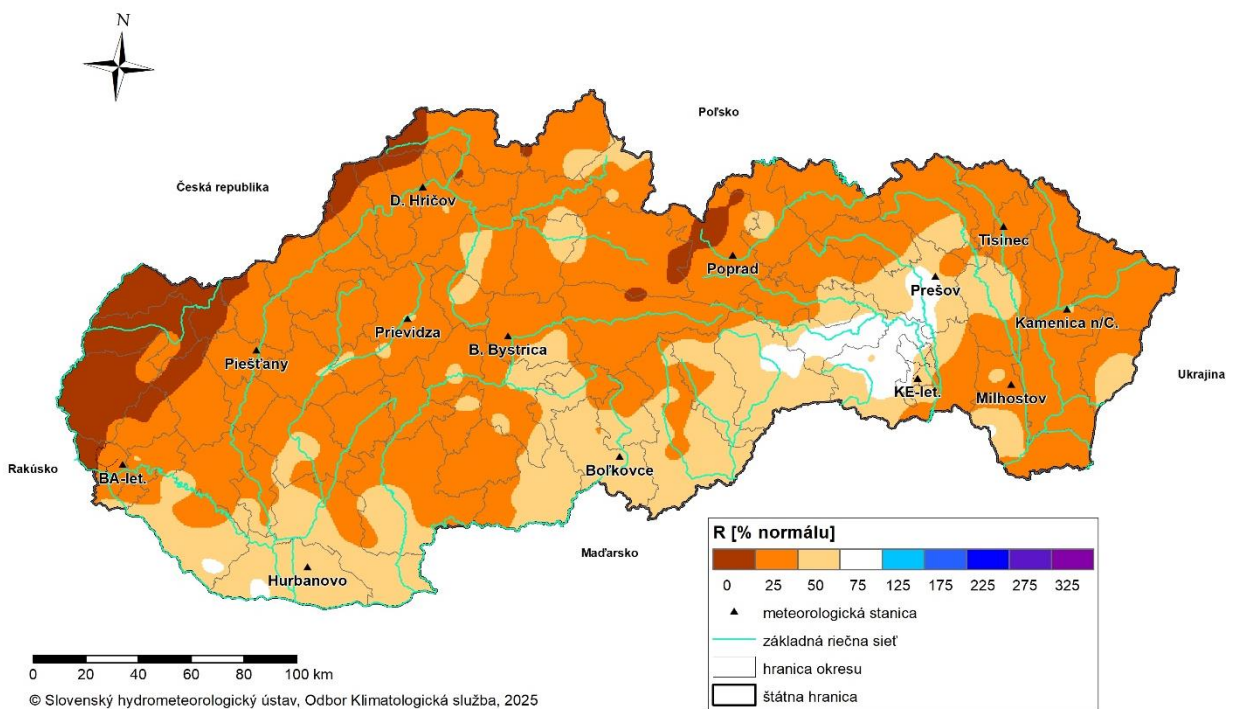 N
Poľsko
Česká republika
D. Hričov
Tisinec
Poprad
Prešov
Kamenica n/C.
Prievidza
B. Bystrica
Piešťany
Ukrajina
KE-let.
Milhostov
Rakúsko
BA-let.
Boľkovce
Maďarsko
Hurbanovo
R [% normálu]
0 25 50 75 125 175 225 275 325
meteorologická stanica
základná riečna sieť
hranica okresu
štátna hranica
0 20 40 60 80 100 km
© Slovenský hydrometeorologický ústav, Odbor Klimatologická služba, 2025